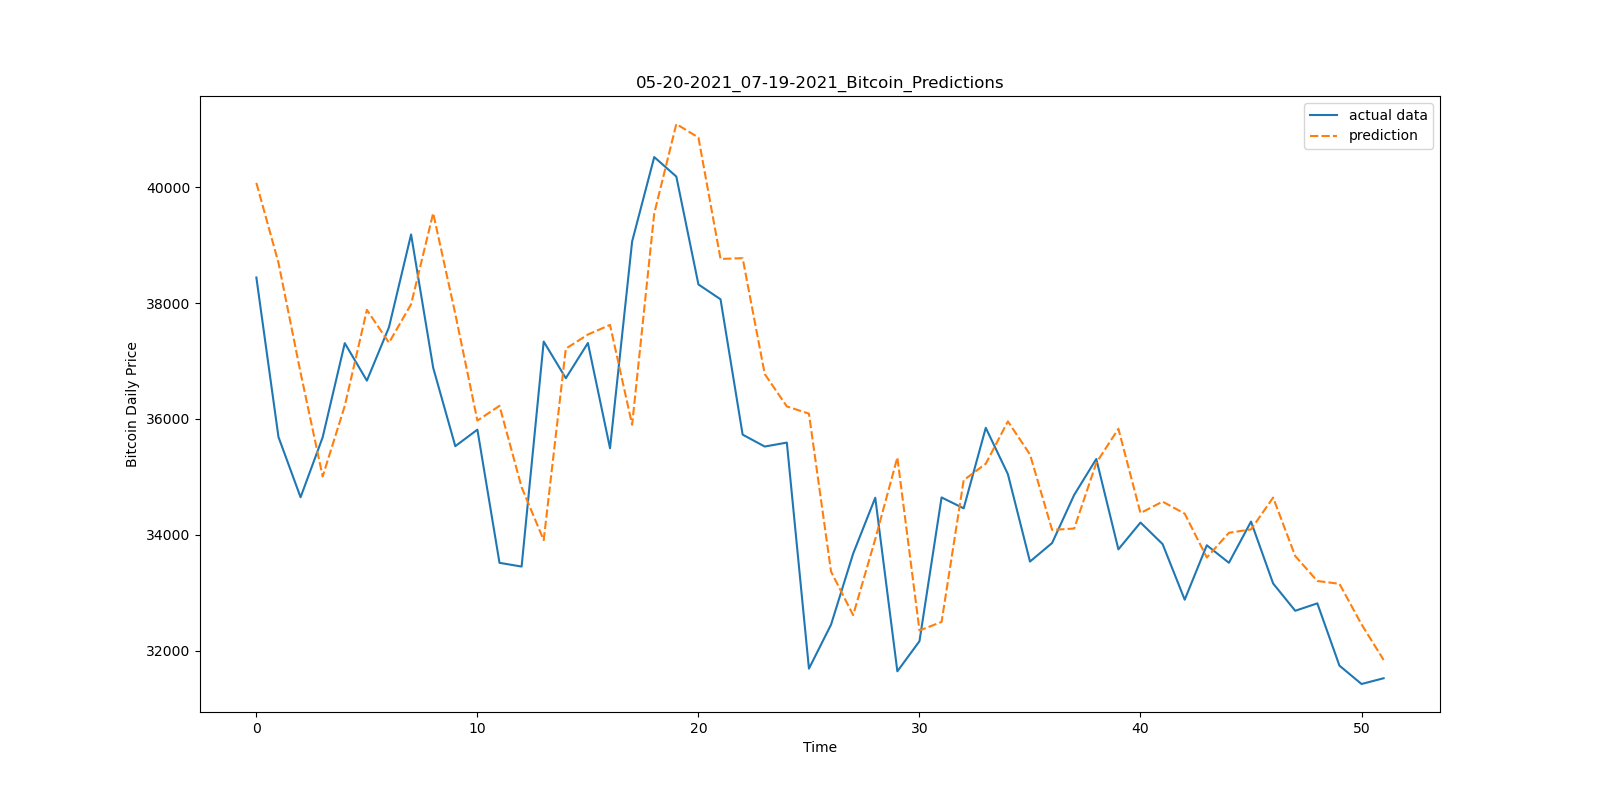 05-20-2021_07-19-2021_Bitcoin_Predictions
actual data
prediction
Bitcoin Daily Price
40000
38000
36000
34000
32000
0 10 20 30 40 50
Time